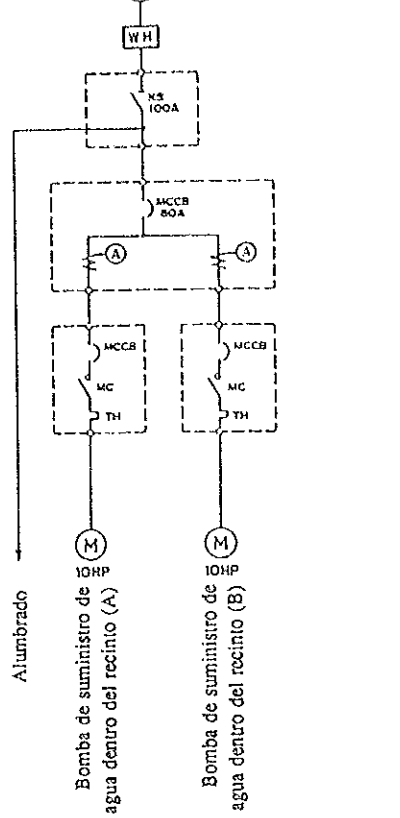 WH
KS
100A
MCCB
80A
A
A
MCCB
MC
TH
MCCB
MC
TH
M
10HP
M
10HP
Alumbrado
Bomba de suministro de
agua dentro del recinto (A)
Bomba de suministro de
agua dentro del recinto (B)